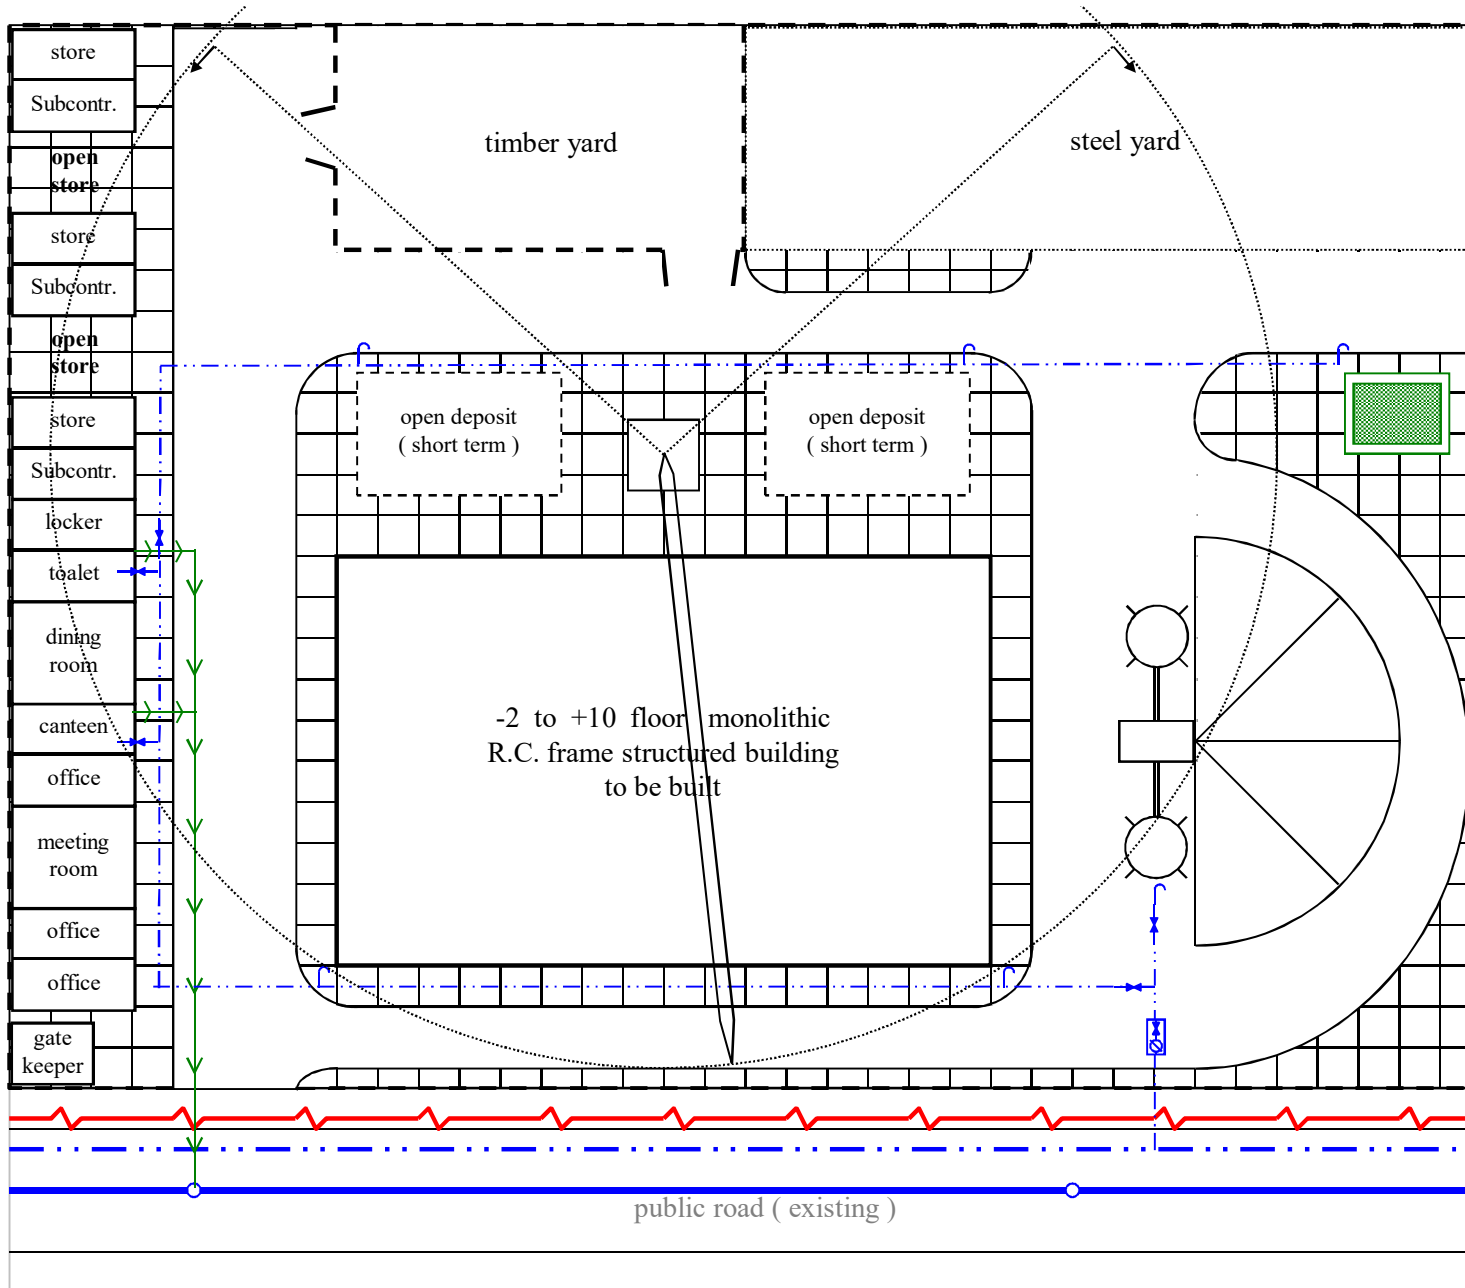 store
Subcontr.
open
store
store
Subcontr.
open
store
store
Subcontr.
locker
toalet
dining
room
canteen
office
meeting
room
office
office
gate
keeper
timber yard
steel yard
open deposit
( short term )
open deposit
( short term )
-2 to +10 floor monolithic
R.C. frame structured building
to be built
public road ( existing )